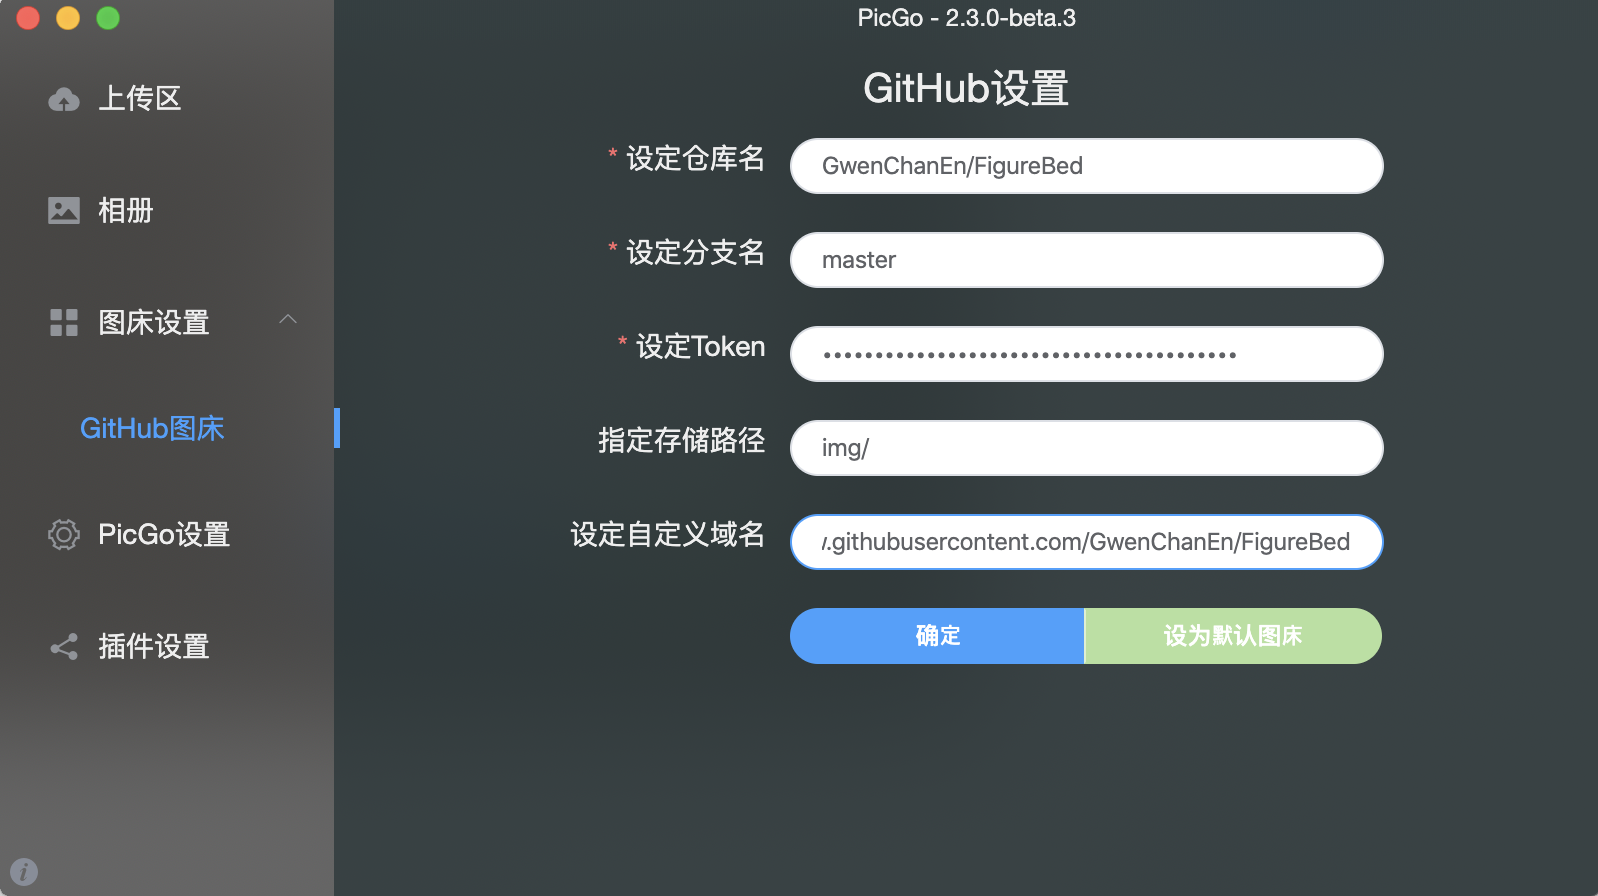 PicGo - 2.3.0-beta.3
上传区
相册
图床设置
GitHub图床
PicGo设置
插件设置
GitHub设置
* 设定仓库名
GwenChanEn/FigureBed
* 设定分支名
master
* 设定Token
••••••••••••••••••••••••••••••••••••••••
指定存储路径
img/
设定自定义域名
.githubusercontent.com/GwenChanEn/FigureBed
确定
设为默认图床